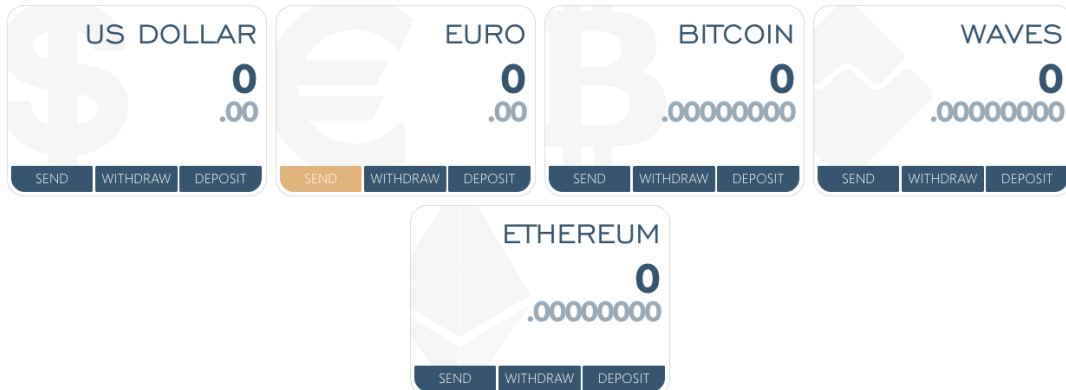 US DOLLAR
0
.00
SEND WITHDRAW DEPOSIT
EURO
0
.00
SEND WITHDRAW DEPOSIT
BITCOIN
0
.00000000
SEND WITHDRAW DEPOSIT
WAVES
0
.00000000
SEND WITHDRAW DEPOSIT
ETHEREUM
0
.00000000
SEND WITHDRAW DEPOSIT